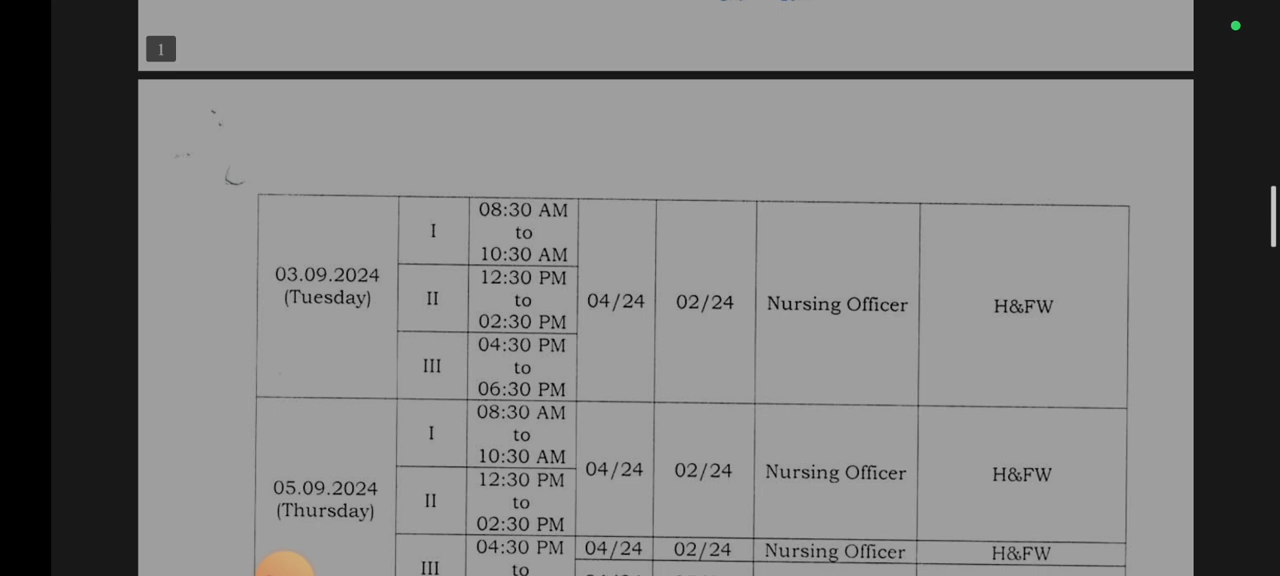 1
03.09.2024
(Tuesday)
I
08:30 AM
to
10:30 AM
II
12:30 PM
to
02:30 PM
III
04:30 PM
to
06:30 PM
04/24
02/24
Nursing Officer
H&FW
05.09.2024
(Thursday)
I
08:30 AM
to
10:30 AM
II
12:30 PM
to
02:30 PM
04/24
02/24
Nursing Officer
H&FW
III
04:30 PM
to
04/24
02/24
Nursing Officer
H&FW